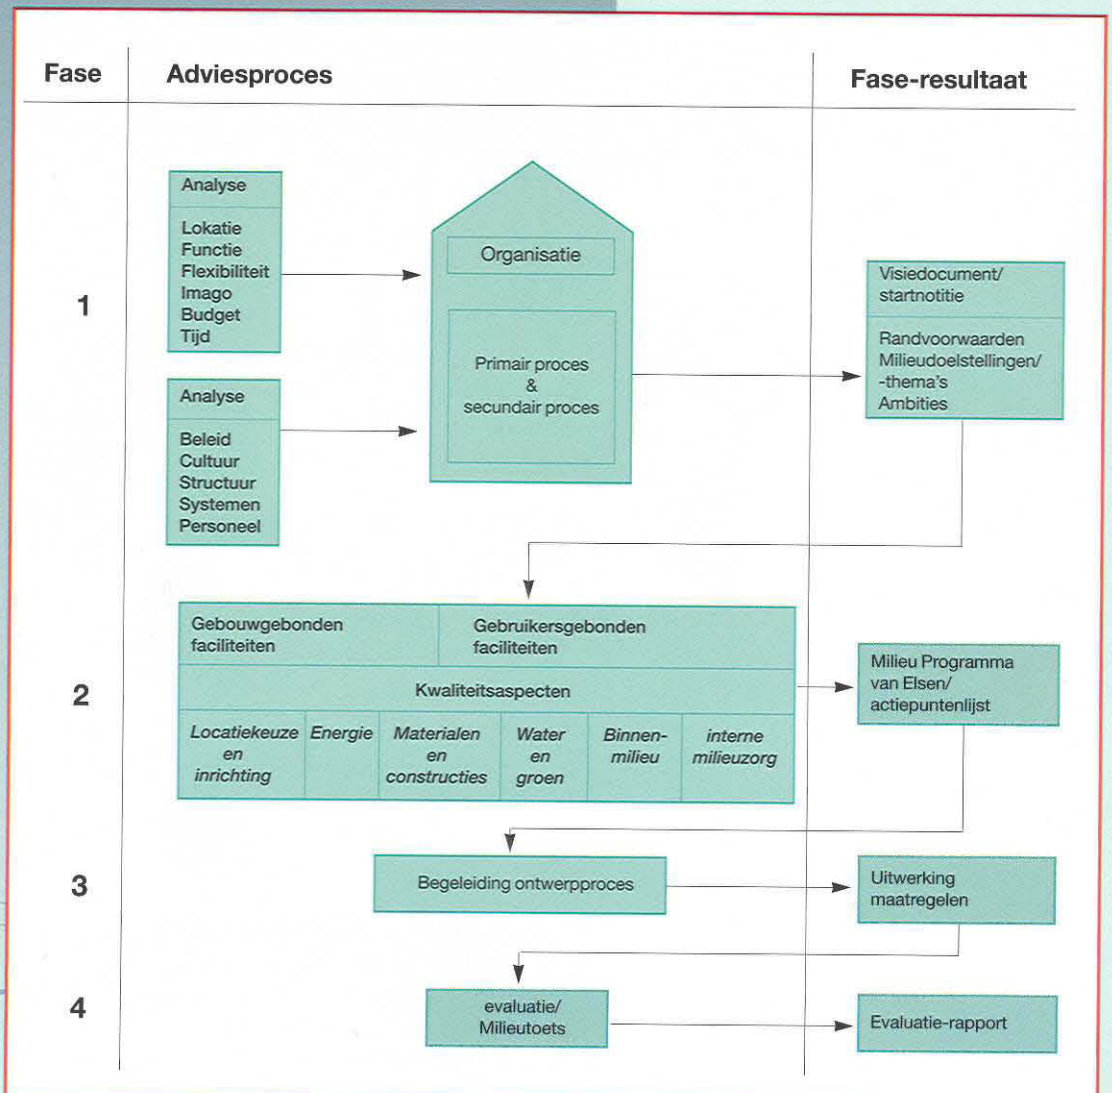 Fase
Adviesproces
Fase-resultaat
1
Analyse
Lokatie
Functie
Flexibiliteit
Imago
Budget
Tijd
Analyse
Beleid
Cultuur
Structuur
Systemen
Personeel
Organisatie
Primair proces
&
secundair proces
Visiedocument/
startnotitie
Randvoorwaarden
Milieudoelstellingen/
-thema's
Ambities
2
Gebouwgebonden
faciliteiten
Gebruikersgebonden
faciliteiten
Kwaliteitsaspecten
Locatiekeuze
en
inrichting
Energie
Materialen
en
constructies
Water
en
groen
Binnen-
milieu
interne
milieuzorg
Milieu Programma
van Elsen/
actiepuntenlijst
3
Begeleiding ontwerpproces
Uitwerking
maatregelen
4
evaluatie/
Milieutoets
Evaluatie-rapport